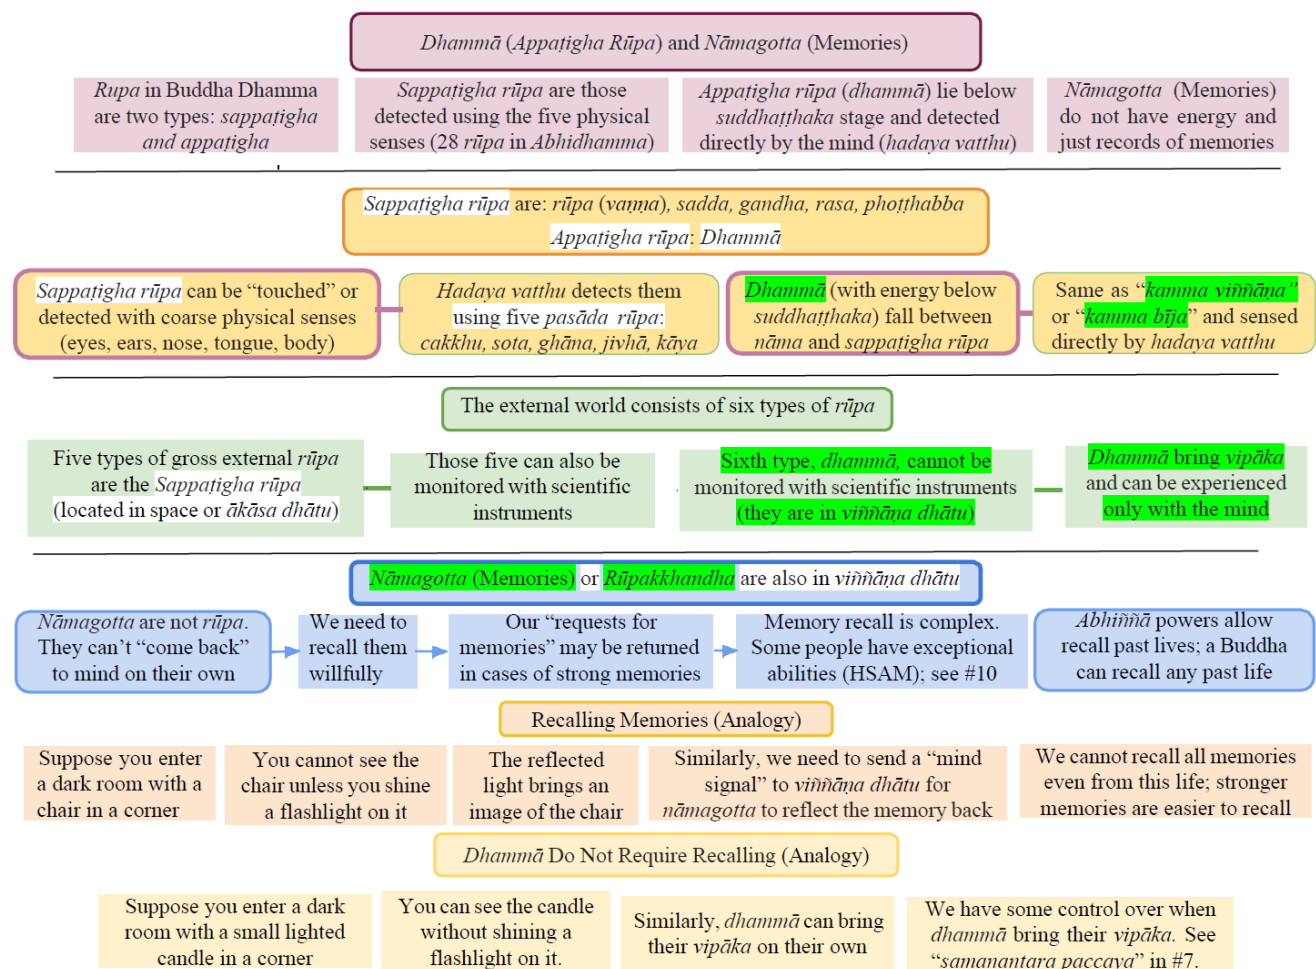 Dhammā (Appaṭigha Rūpa) and Nāmagotta (Memories)
Rupa in Buddha Dhamma
are two types: sappaṭigha
and appaṭigha
Sappaṭigha rūpa are those
detected using the five physical
senses (28 rūpa in Abhidhamma)
Appaṭigha rūpa (dhammā) lie below
suddhaṭṭhaka stage and detected
directly by the mind (hadaya vatthu)
Nāmagotta (Memories)
do not have energy and
just records of memories
Sappaṭigha rūpa are: rūpa (vaṇṇa), sadda, gandha, rasa, phoṭṭhabba
Appaṭigha rūpa: Dhammā
Sappaṭigha rūpa can be “touched” or
detected with coarse physical senses
(eyes, ears, nose, tongue, body)
Hadaya vatthu detects them
using five pasāda rūpa:
cakkhu, sota, ghāna, jivhā, kāya
Dhammā (with energy below
suddhaṭṭhaka) fall between
nāma and sappaṭigha rūpa
Same as “kamma viññāṇa”
or “kamma bīja” and sensed
directly by hadaya vatthu
The external world consists of six types of rūpa
Five types of gross external rūpa
are the Sappaṭigha rūpa
(located in space or ākāsa dhātu)
Those five can also be
monitored with scientific
instruments
Sixth type, dhammā, cannot be
monitored with scientific instruments
(they are in viññāṇa dhātu)
Dhammā bring vipāka
and can be experienced
only with the mind
Nāmagotta (Memories) or Rūpakkhandha are also in viññāṇa dhātu
Nāmagotta are not rūpa.
They can’t “come back”
to mind on their own
We need to
recall them
willfully
Our “requests for
memories” may be returned
in cases of strong memories
Memory recall is complex.
Some people have exceptional
abilities (HSAM); see #10
Abhiññā powers allow
recall past lives; a Buddha
can recall any past life
Recalling Memories (Analogy)
Suppose you enter
a dark room with a
chair in a corner
You cannot see the
chair unless you shine
a flashlight on it
The reflected
light brings an
image of the chair
Similarly, we need to send a “mind
signal” to viññāṇa dhātu for
nāmagotta to reflect the memory back
We cannot recall all memories
even from this life; stronger
memories are easier to recall
Dhammā Do Not Require Recalling (Analogy)
Suppose you enter a dark
room with a small lighted
candle in a corner
You can see the candle
without shining a
flashlight on it.
Similarly, dhammā can bring
their vipāka on their own
We have some control over when
dhammā bring their vipāka. See
“samanantara paccaya” in #7.